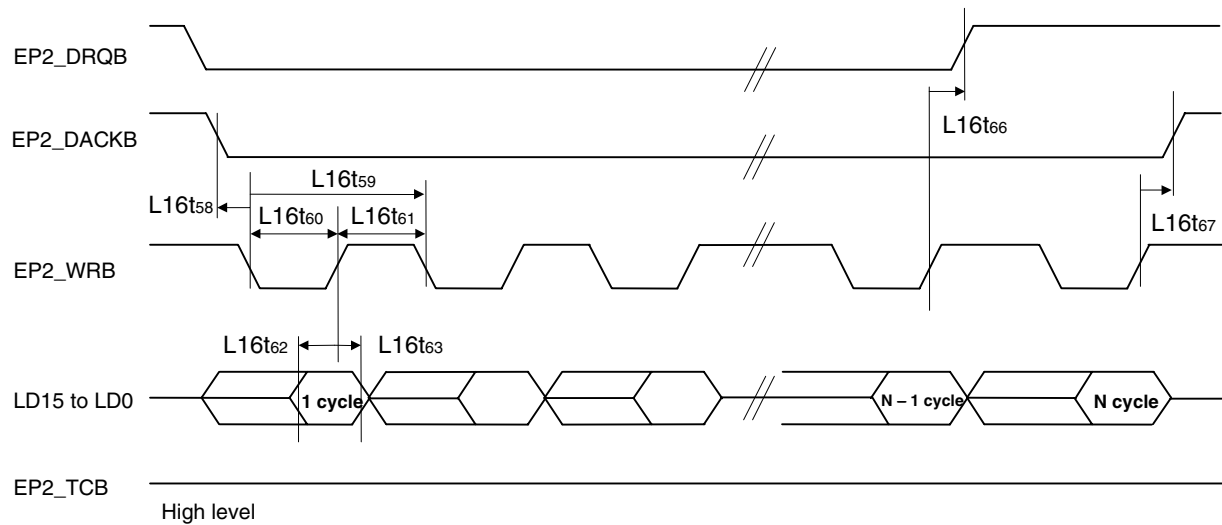 EP2_DRQB
L16t66
EP2_DACKB
L16t59
L16t58
L16t60
L16t61
L16t67
EP2_WRB
L16t62
L16t63
LD15 to LD0
1 cycle
N – 1 cycle
N cycle
EP2_TCB
High level